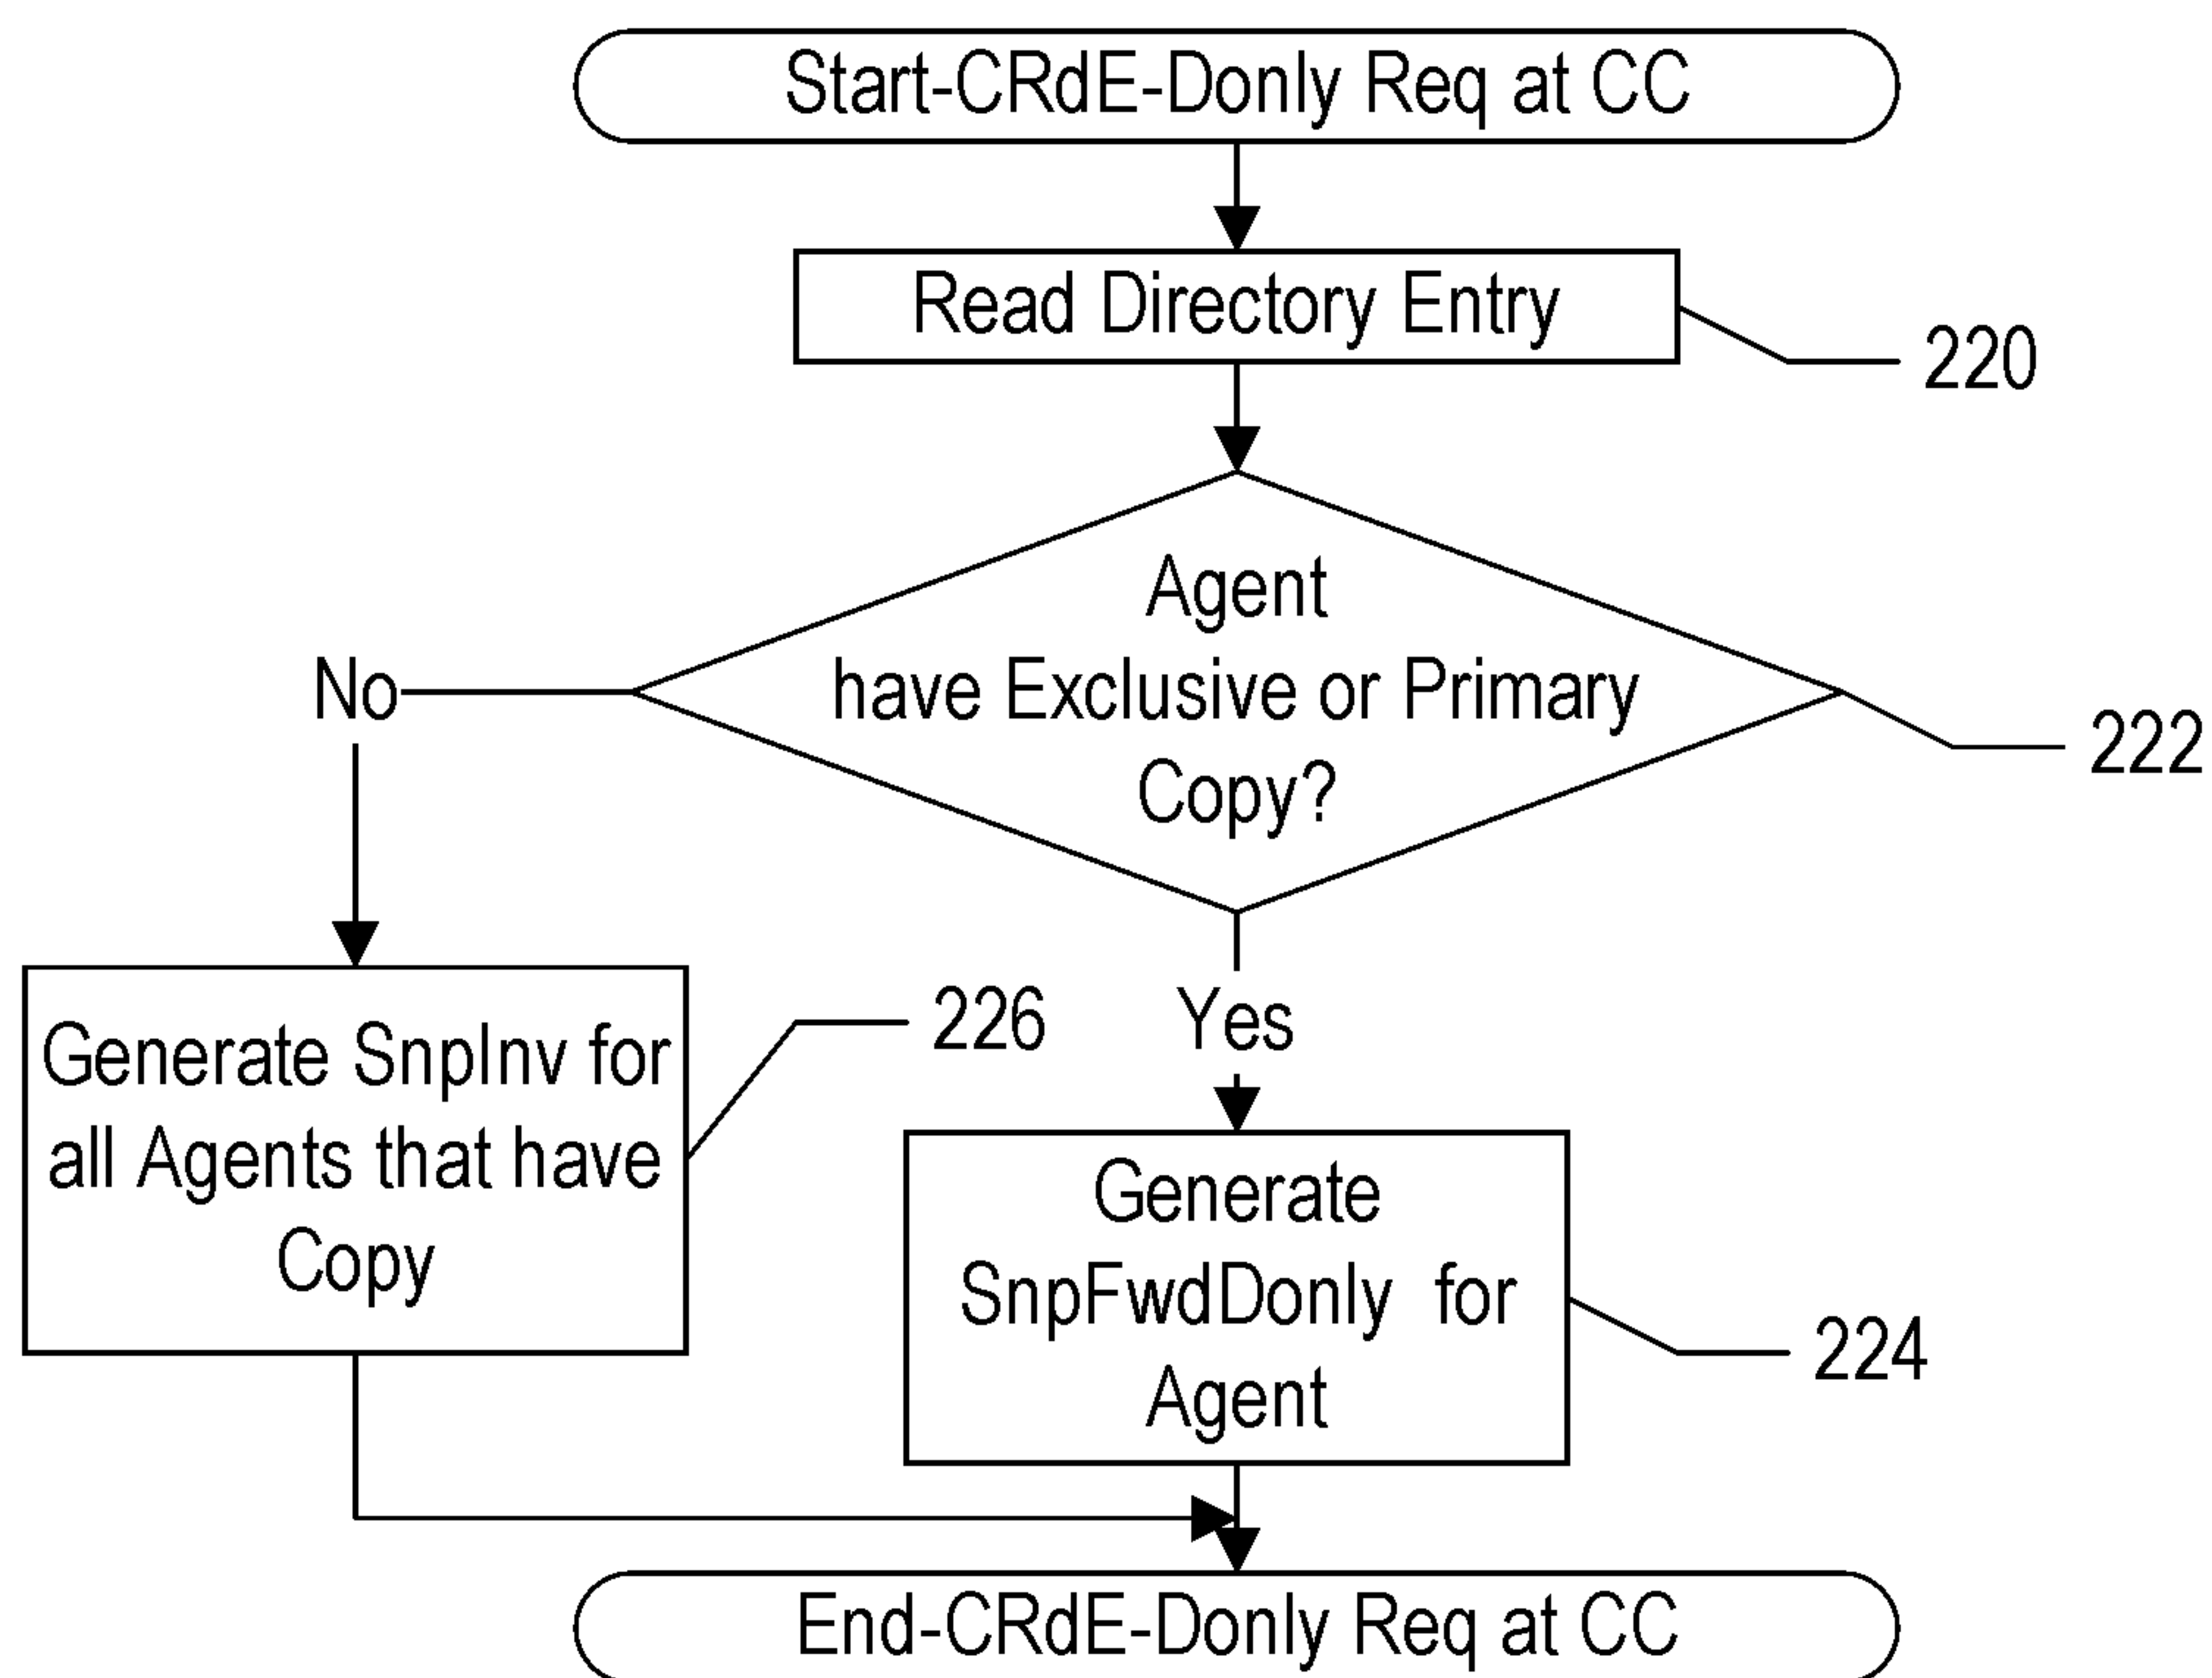 Start-CRdE-Donly Req at CC
Read Directory Entry
220
Agent
have Exclusive or Primary
Copy?
222
No
Yes
Generate SnpInv for
all Agents that have
Copy
226
Generate
SnpFwdDonly for
Agent
224
End-CRdE-Donly Req at CC